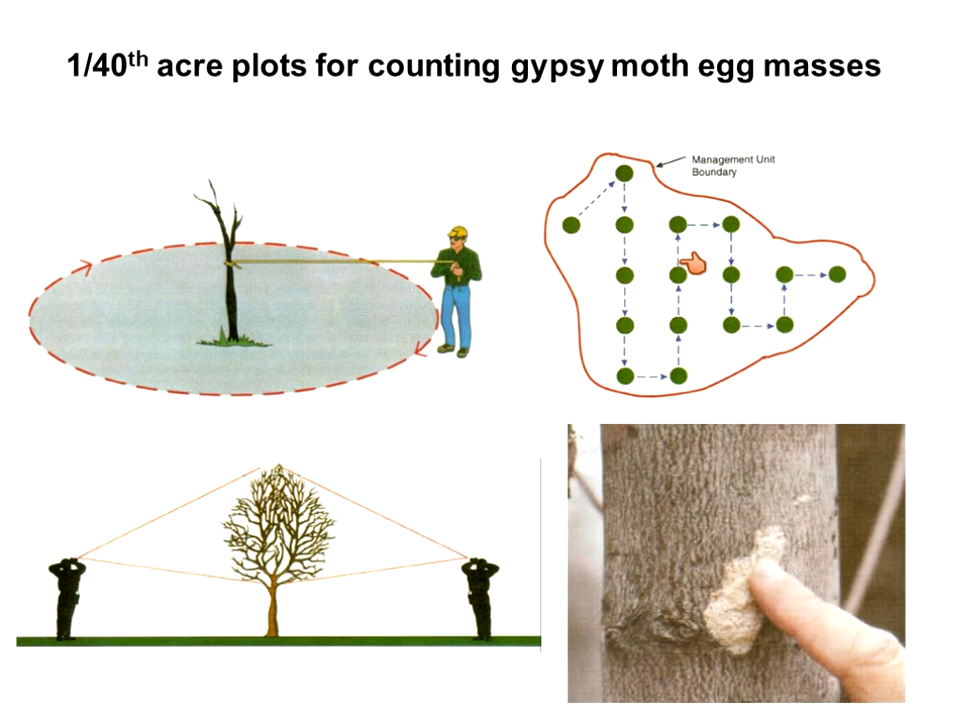 1/40th acre plots for counting gypsy moth egg masses
Management Unit
Boundary